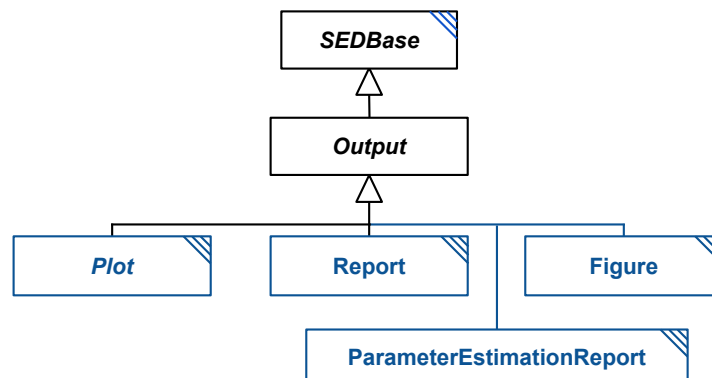 SEDBase
Output
Plot
Report
Figure
ParameterEstimationReport